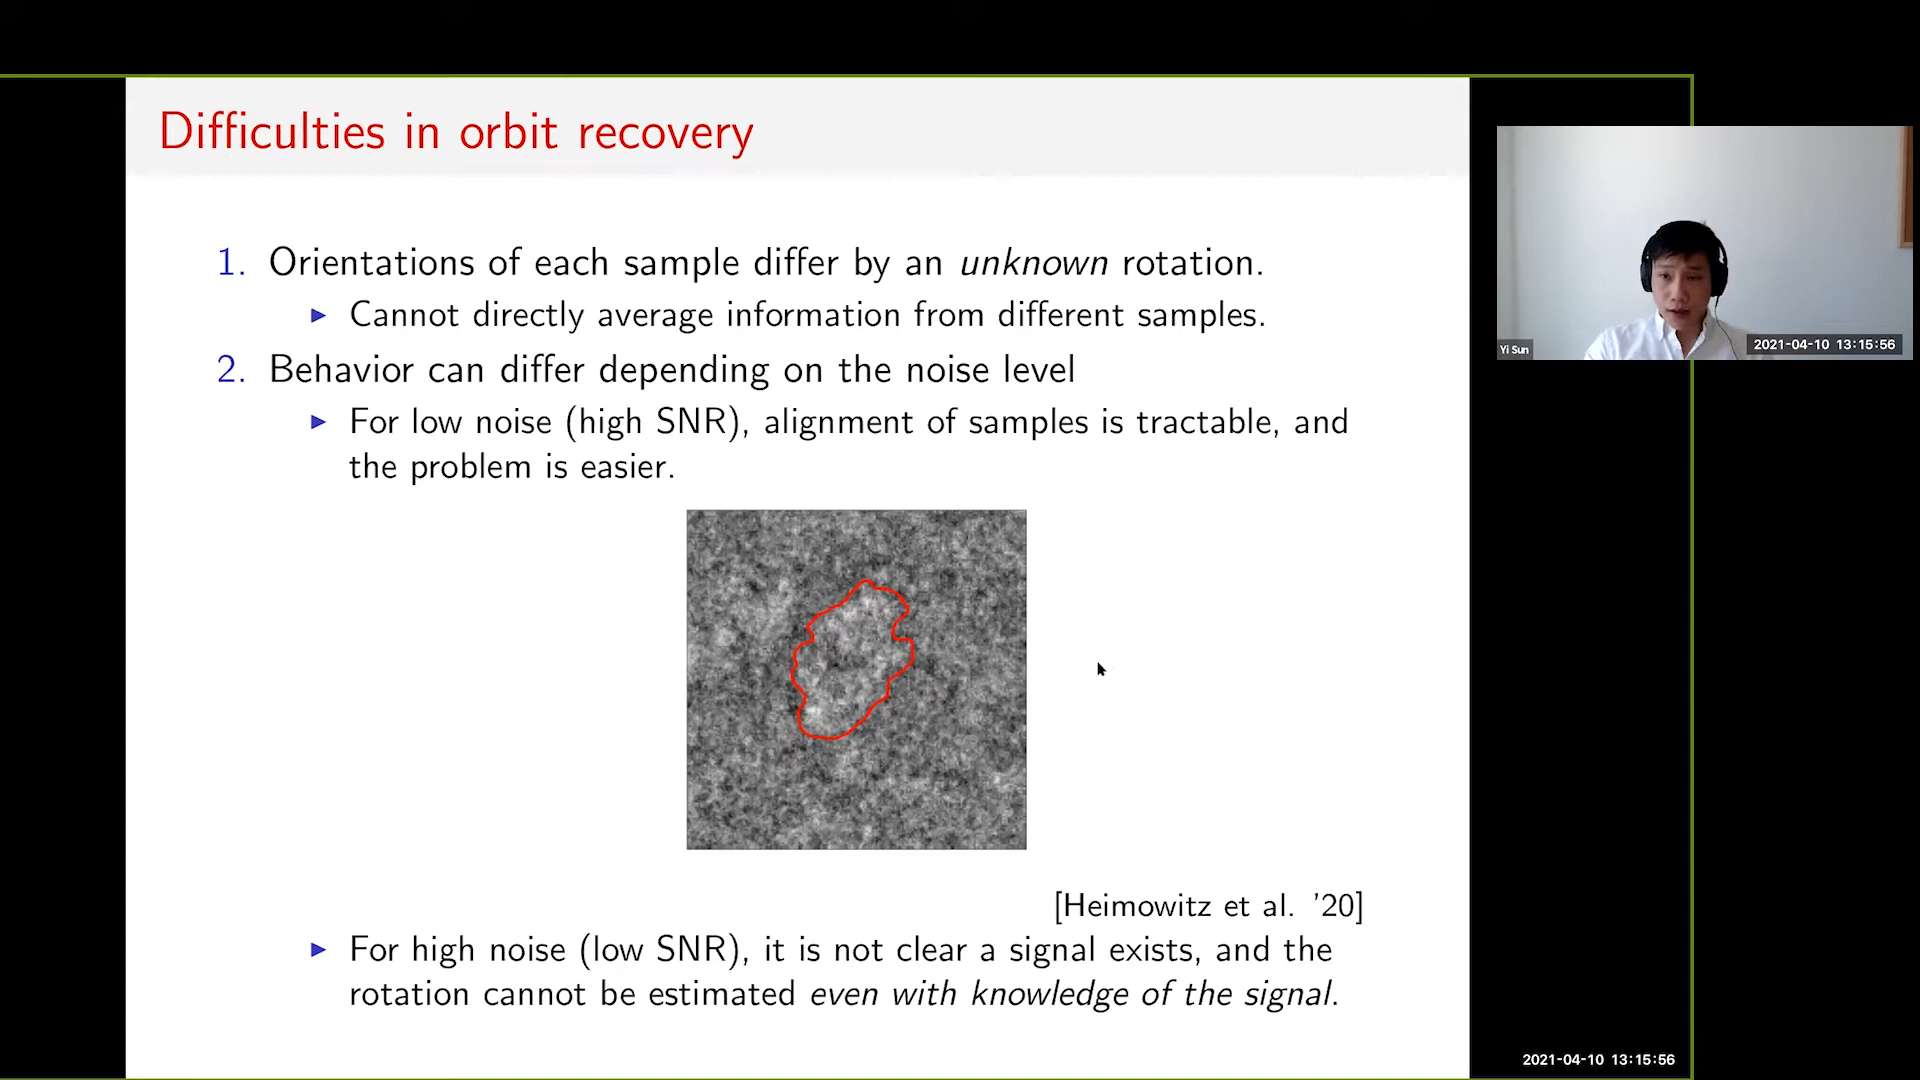 Difficulties in orbit recovery
1. Orientations of each sample differ by an unknown rotation.
▶ Cannot directly average information from different samples.
2. Behavior can differ depending on the noise level
▶ For low noise (high SNR), alignment of samples is tractable, and
the problem is easier.
[Heimowitz et al. '20]
▶ For high noise (low SNR), it is not clear a signal exists, and the
rotation cannot be estimated even with knowledge of the signal.
Yi Sun
2021-04-10 13:15:56
2021-04-10 13:15:56